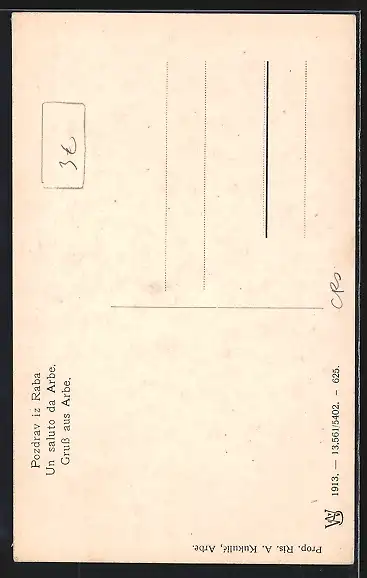 Pozdrav iz Raba
Un saluto da Arbe.
Gruß aus Arbe.
3€
CRO
1913. — 13.561/5402. - 625.
Prop. Ris. A. Kukulić, Arbe.